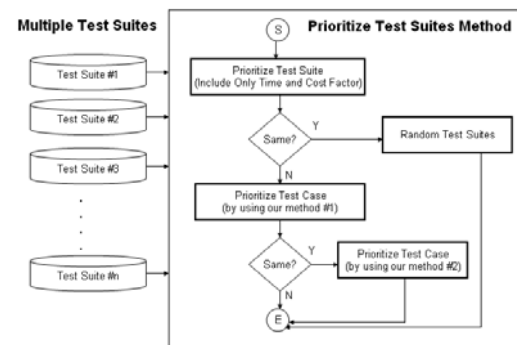 Multiple Test Suites
Prioritize Test Suites Method
S
Test Suite #1
Test Suite #2
Test Suite #3
Test Suite #n
Prioritize Test Suite
(Include Only Time and Cost Factor)
Same?
Y
Random Test Suites
N
Prioritize Test Case
(by using our method #1)
Same?
Y
Prioritize Test Case
(by using our method #2)
N
E